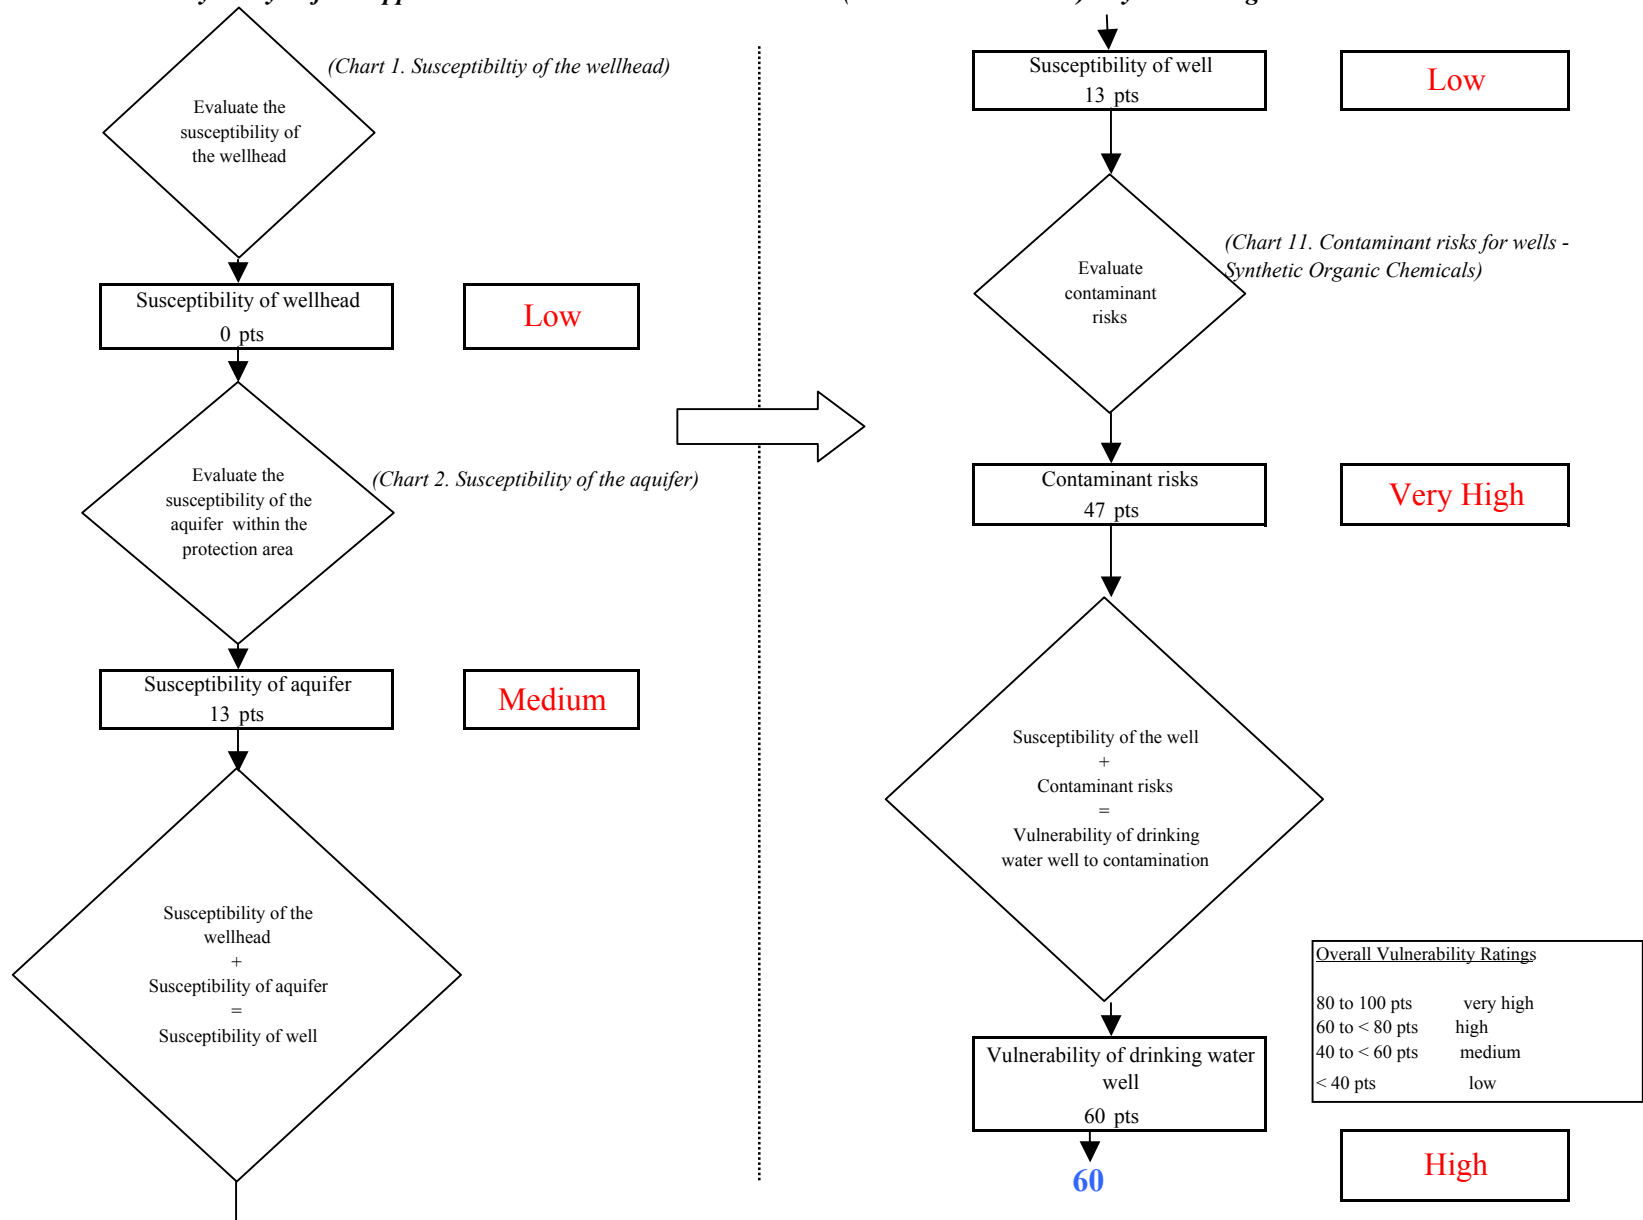 (Chart 1. Susceptibiltiy of the wellhead)
Evaluate the
susceptibility of
the wellhead
Susceptibility of wellhead
0 pts
Low
Evaluate the
susceptibility of the
aquifer within the
protection area
(Chart 2. Susceptibility of the aquifer)
Susceptibility of aquifer
13 pts
Medium
Susceptibility of the
wellhead
+
Susceptibility of aquifer
=
Susceptibility of well
Susceptibility of well
13 pts
Low
Evaluate
contaminant
risks
(Chart 11. Contaminant risks for wells -
Synthetic Organic Chemicals)
Contaminant risks
47 pts
Very High
Susceptibility of the well
+
Contaminant risks
=
Vulnerability of drinking
water well to contamination
Overall Vulnerability Ratings
80 to 100 pts very high
60 to < 80 pts high
40 to < 60 pts medium
< 40 pts low
Vulnerability of drinking water
well
60 pts
60
High